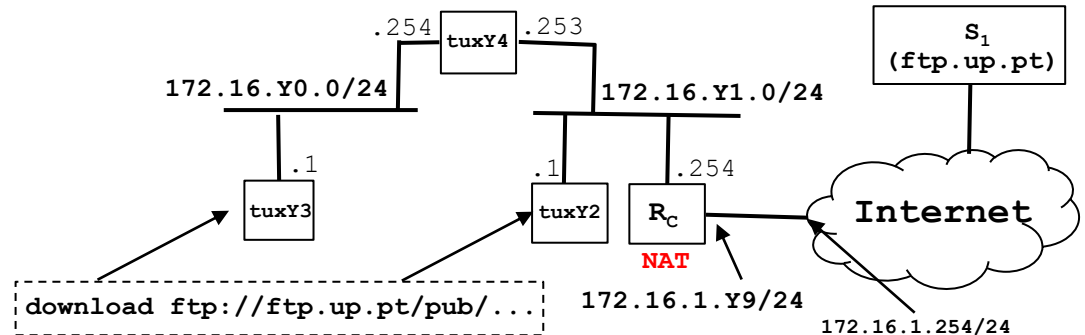 .254
tuxY4
.253
S1
(ftp.up.pt)
172.16.Y0.0/24
172.16.Y1.0/24
.1
.1
.254
tuxY3
tuxY2
RC
Internet
NAT
download ftp://ftp.up.pt/pub/...
172.16.1.Y9/24
172.16.1.254/24